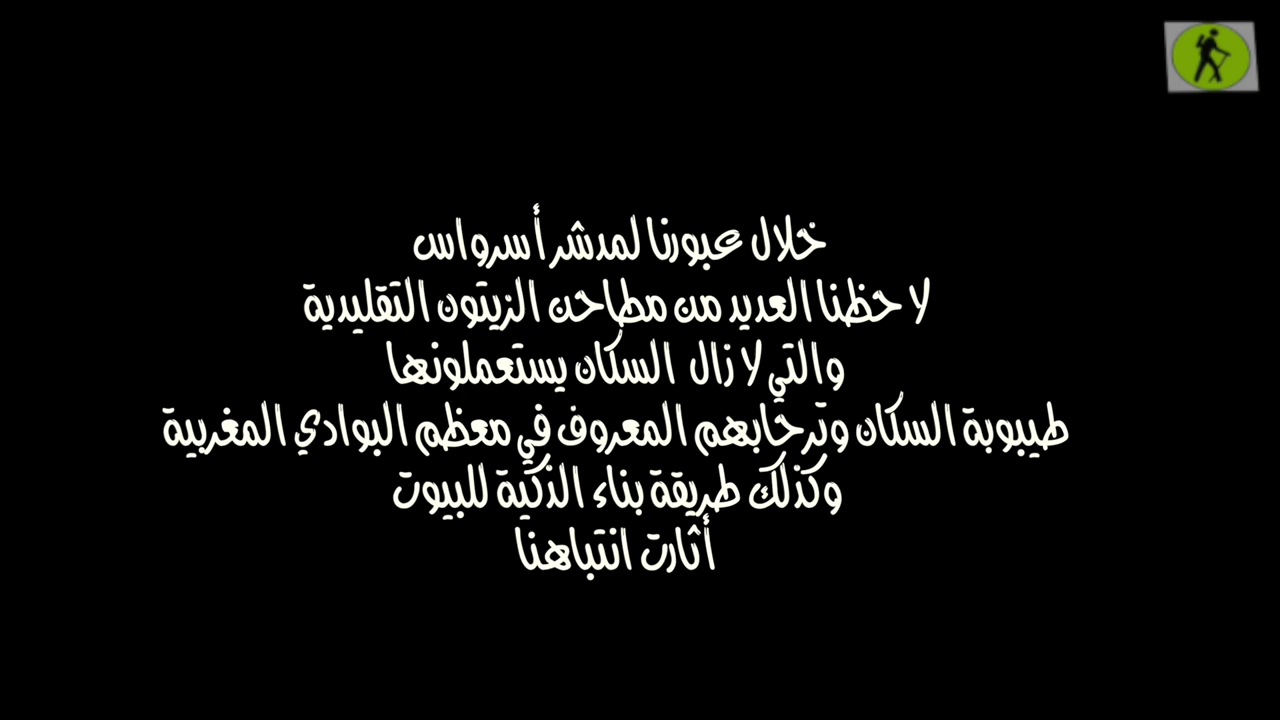 خلال عبورنا لمدشر أسرواس
لا حظنا العديد من مطاحن الزيتون التقليدية
والتي لا زال السكان يستعملونها
طيبوبة السكان وترحابهم المعروف في معظم البوادي المغربية
وكذلك طريقة بناء الذكية للبيوت
أثارت انتباهنا